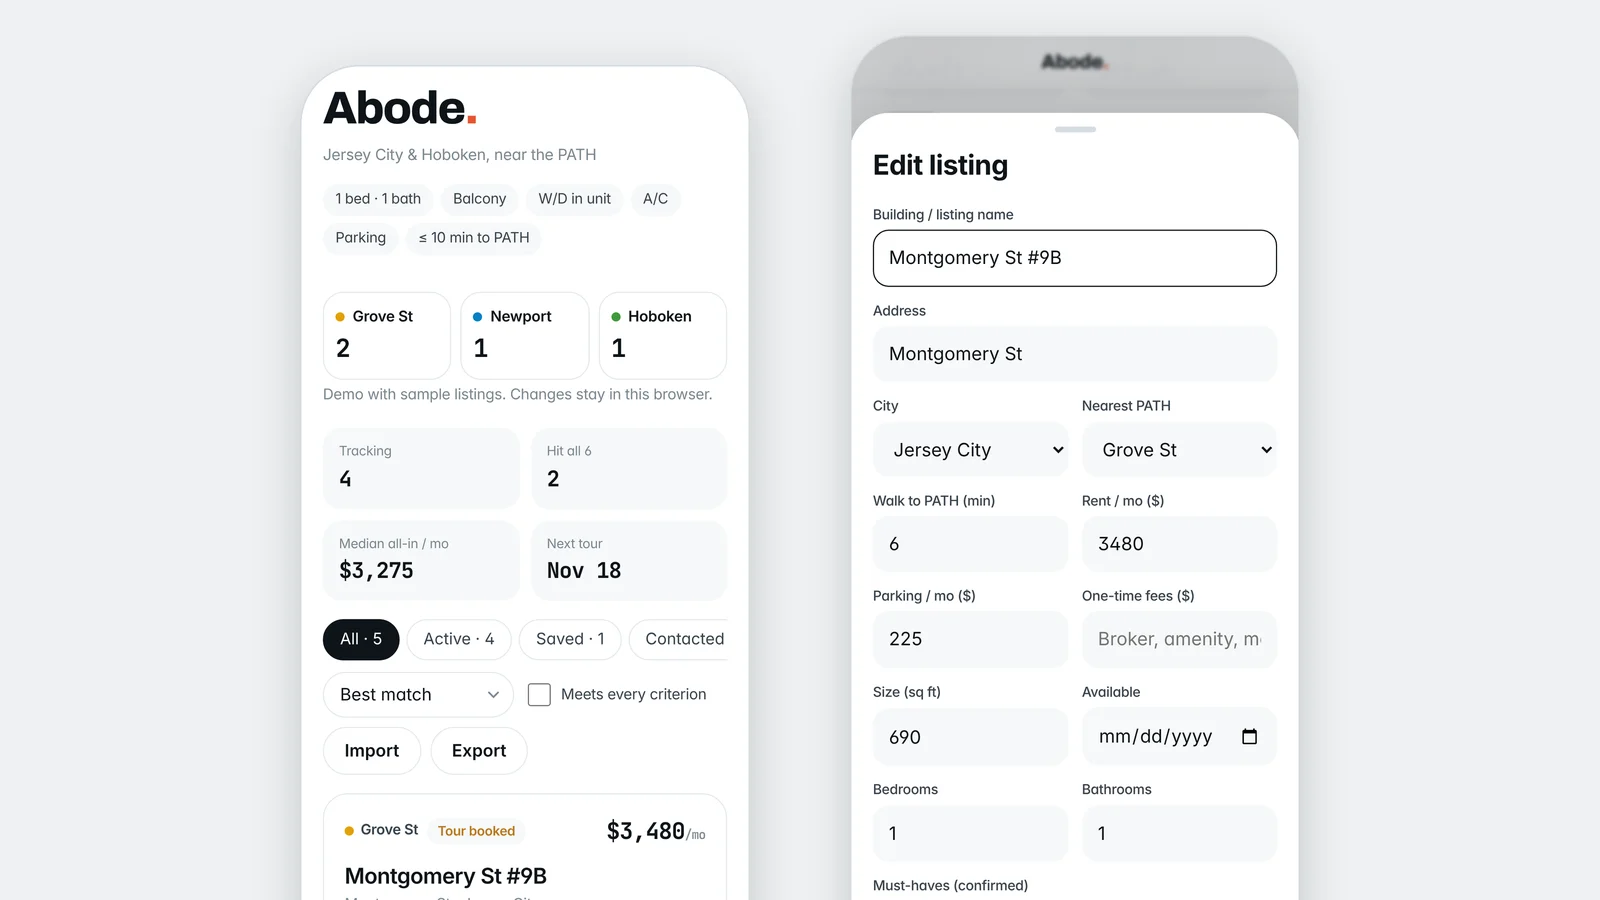 Abode.
Jersey City & Hoboken, near the PATH
1 bed · 1 bath
Balcony
W/D in unit
A/C
Parking
≤ 10 min to PATH
Grove St
2
Newport
1
Hoboken
1
Demo with sample listings. Changes stay in this browser.
Tracking
4
Hit all 6
2
Median all-in / mo
$3,275
Next tour
Nov 18
All · 5
Active · 4
Saved · 1
Contacted
Best match
Meets every criterion
Import
Export
Grove St
Tour booked
$3,480/mo
Montgomery St #9B
Abode.
Edit listing
Building / listing name
Montgomery St #9B
Address
Montgomery St
City
Nearest PATH
Jersey City
Grove St
Walk to PATH (min)
Rent / mo ($)
6
3480
Parking / mo ($)
One-time fees ($)
225
Broker, amenity,
Size (sq ft)
Available
690
mm/dd/yyyy
Bedrooms
Bathrooms
1
1
Must-haves (confirmed)